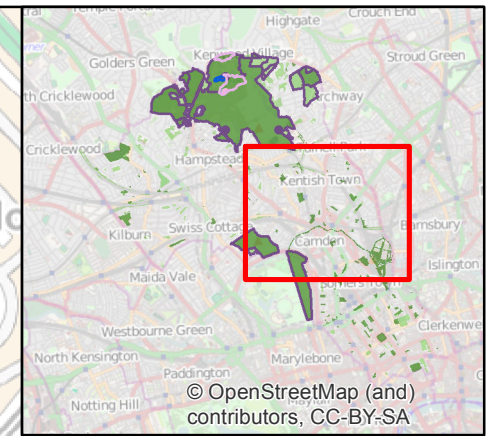 Highgate
Crouch End
Golders Green
Kenwood Village
Stroud Green
Cricklewood
Cricklewood
Hampstead
Kentish Town
Kilburn
Swiss Cottage
Camden
Barnsbury
Islington
Maida Vale
Somers Town
Clerkenwe
Westbourne Green
North Kensington
Marylebone
Paddington
Mayfair
Notting Hill
© OpenStreetMap (and)
contributors, CC-BY-SA